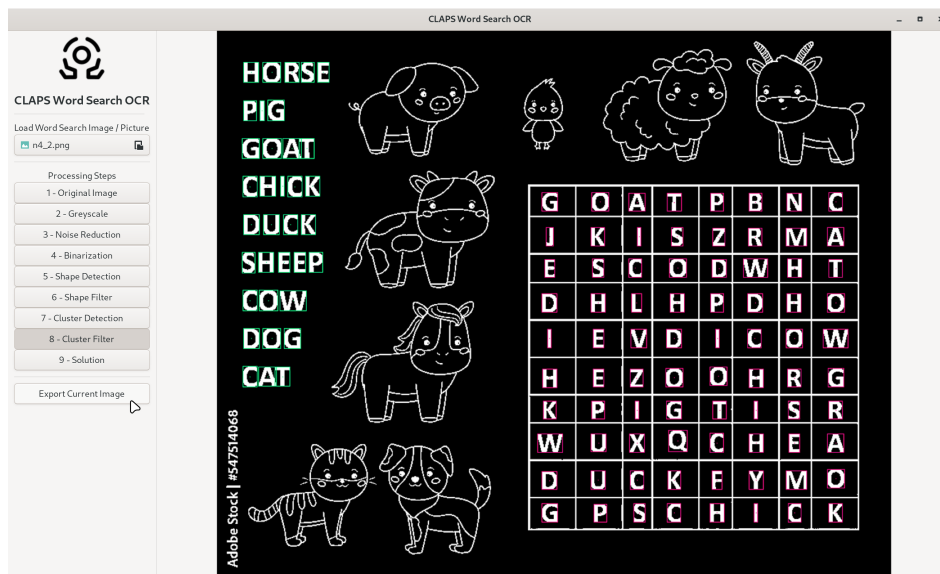 CLAPS Word Search OCR
CLAPS Word Search OCR
Load Word Search Image / Picture
n4_2.png
Processing Steps
1 - Original Image
2 - Greyscale
3 - Noise Reduction
4 - Binarization
5 - Shape Detection
6 - Shape Filter
7 - Cluster Detection
8 - Cluster Filter
9 - Solution
Export Current Image
HORSE
PIG
GOAT
CHICK
DUCK
SHEEP
COW
DOG
CAT
Adobe Stock | #547514068
G O A T P B N C
J K I S Z R M A
E S C O D W H T
D H L H P D H O
I E V D I C O W
H E Z O O H R G
K P I G T I S R
W U X Q C H E A
D U C K F Y M O
G P S C H I C K